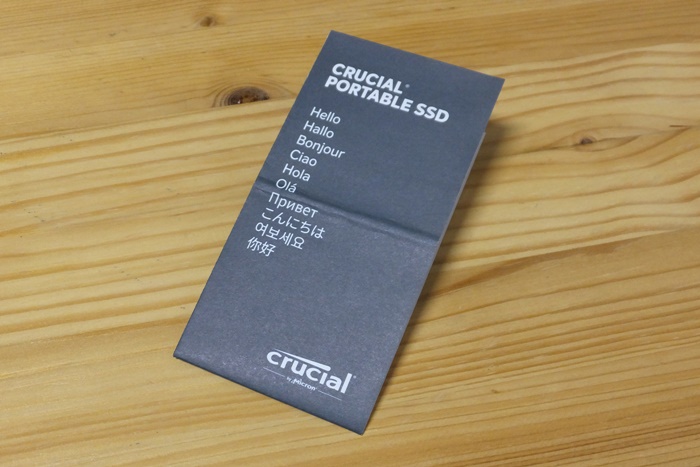 CRUCIAL®
PORTABLE SSD
Hello
Hallo
Bonjour
Ciao
Hola
Olá
Привет
こんにちは
여보세요
你好
crucial®
by Micron®